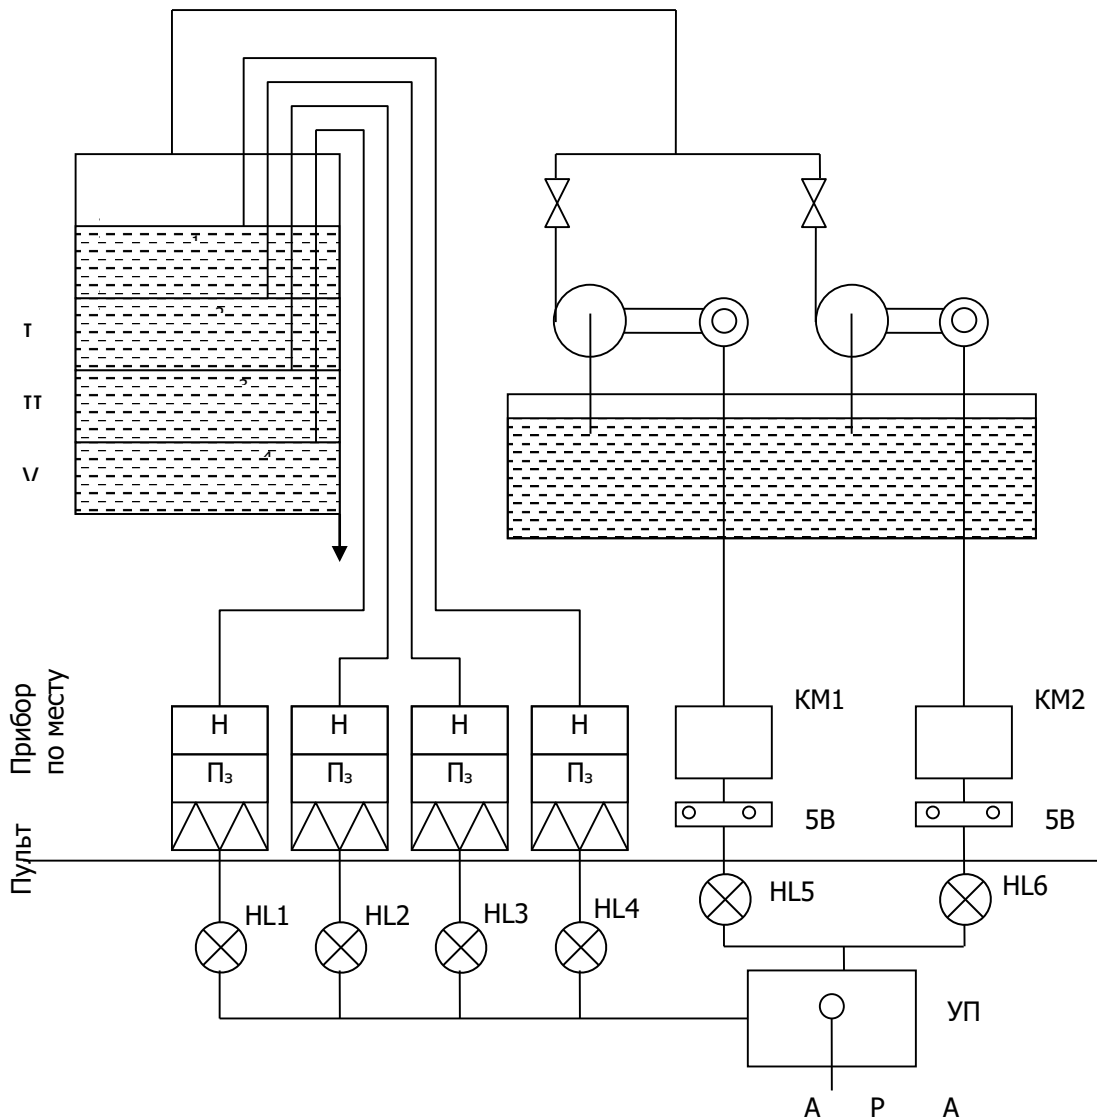 Прибор
по месту
Пульт
Н Н Н Н
Пз Пз Пз Пз
КМ1 КМ2
5В 5В
HL1 HL2 HL3 HL4 HL5 HL6
УП
А Р А